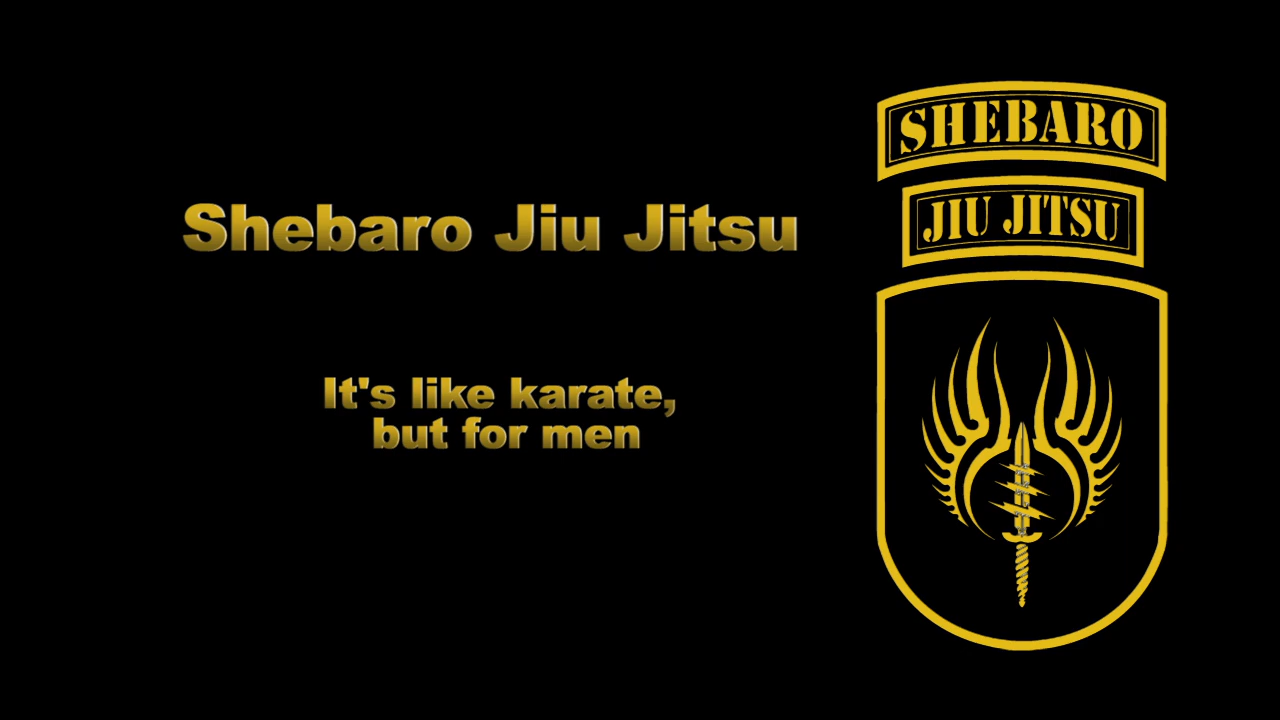 Shebaro Jiu Jitsu
It's like karate,
but for men
SHEBARO
JIU JITSU